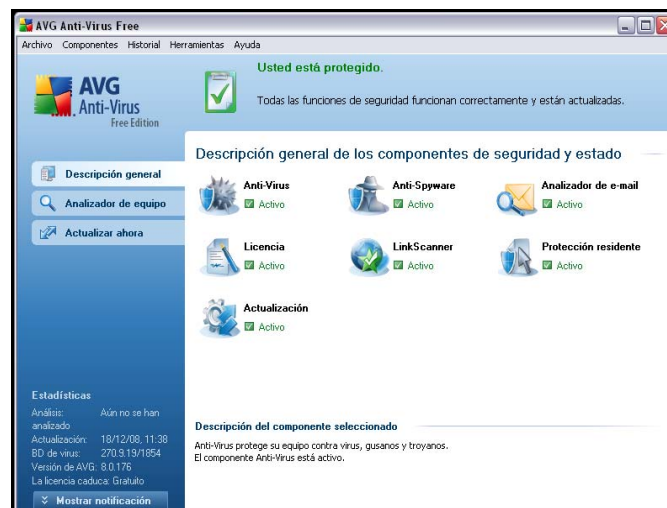 AVG Anti-Virus Free
Archivo Componentes Historial Herramientas Ayuda
AVG
Anti-Virus
Free Edition
Usted está protegido.
Todas las funciones de seguridad funcionan correctamente y están actualizadas.
Descripción general
Analizador de equipo
Actualizar ahora
Descripción general de los componentes de seguridad y estado
Anti-Virus
Activo
Anti-Spyware
Activo
Analizador de e-mail
Activo
Licencia
Activo
LinkScanner
Activo
Protección residente
Activo
Actualización
Activo
Estadísticas
Análisis: Aún no se han
analizado
Actualización: 18/12/08, 11:38
BD de virus: 270.9.19/1854
Versión de AVG: 8.0.176
La licencia caduca: Gratuito
Mostrar notificación
Descripción del componente seleccionado
Anti-Virus protege su equipo contra virus, gusanos y troyanos.
El componente Anti-Virus está activo.